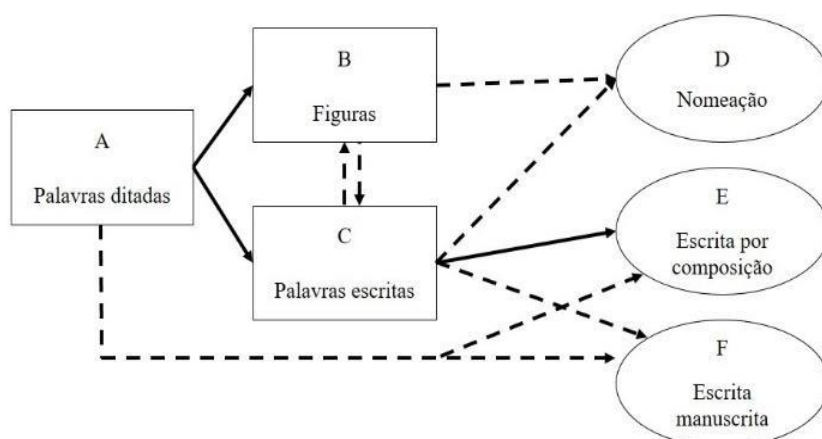 A
Palavras ditadas
B
Figuras
C
Palavras escritas
D
Nomeação
E
Escrita por
composição
F
Escrita
manuscrita